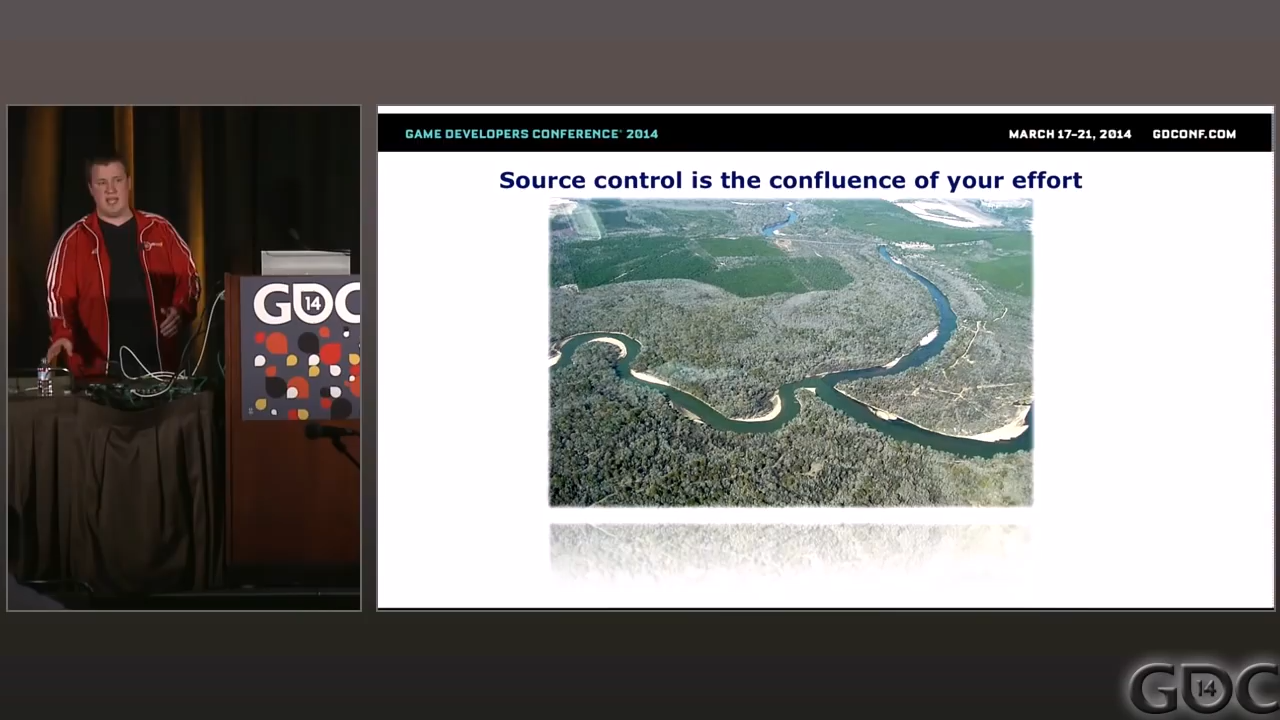 GAME DEVELOPERS CONFERENCE® 2014
MARCH 17-21, 2014 GDCONF.COM
Source control is the confluence of your effort
GDC
14
GDC
14